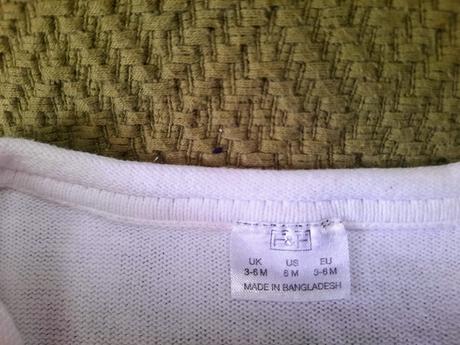 H&H
UK US EU
3-6 M 6 M 3-6 M
MADE IN BANGLADESH